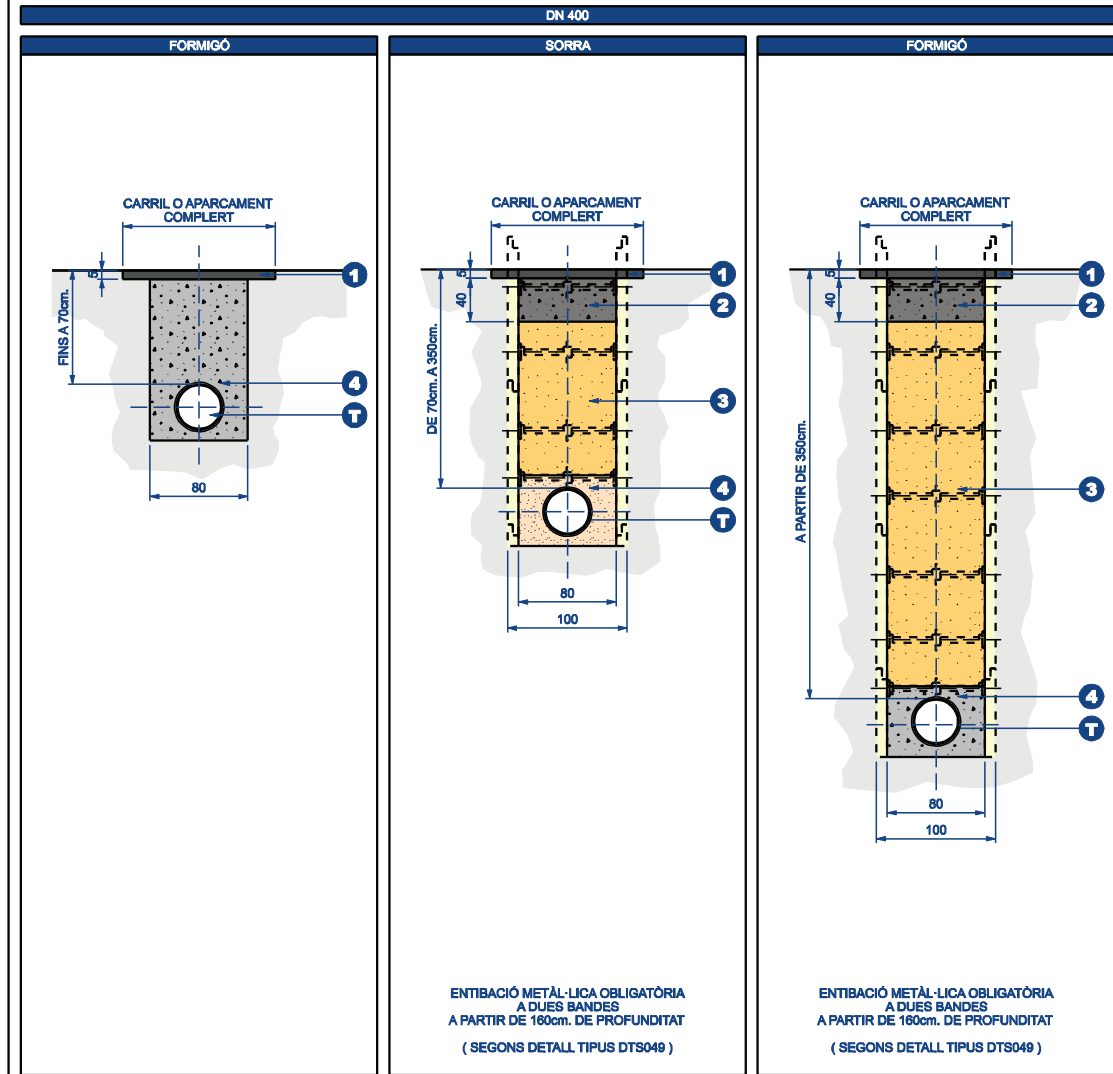 DN 400
FORMIGÓ
CARRIL O APARCAMENT
COMPLERT
5
FINS A 70cm.
1
4
T
80
SORRA
CARRIL O APARCAMENT
COMPLERT
5
40
DE 70cm. A 350cm.
1
2
3
4
T
80
100
ENTIBACIÓ METÀL·LICA OBLIGATÒRIA
A DUES BANDES
A PARTIR DE 160cm. DE PROFUNDITAT
( SEGONS DETALL TIPUS DTS049 )
FORMIGÓ
CARRIL O APARCAMENT
COMPLERT
5
40
A PARTIR DE 350cm.
1
2
3
4
T
80
100
ENTIBACIÓ METÀL·LICA OBLIGATÒRIA
A DUES BANDES
A PARTIR DE 160cm. DE PROFUNDITAT
( SEGONS DETALL TIPUS DTS049 )